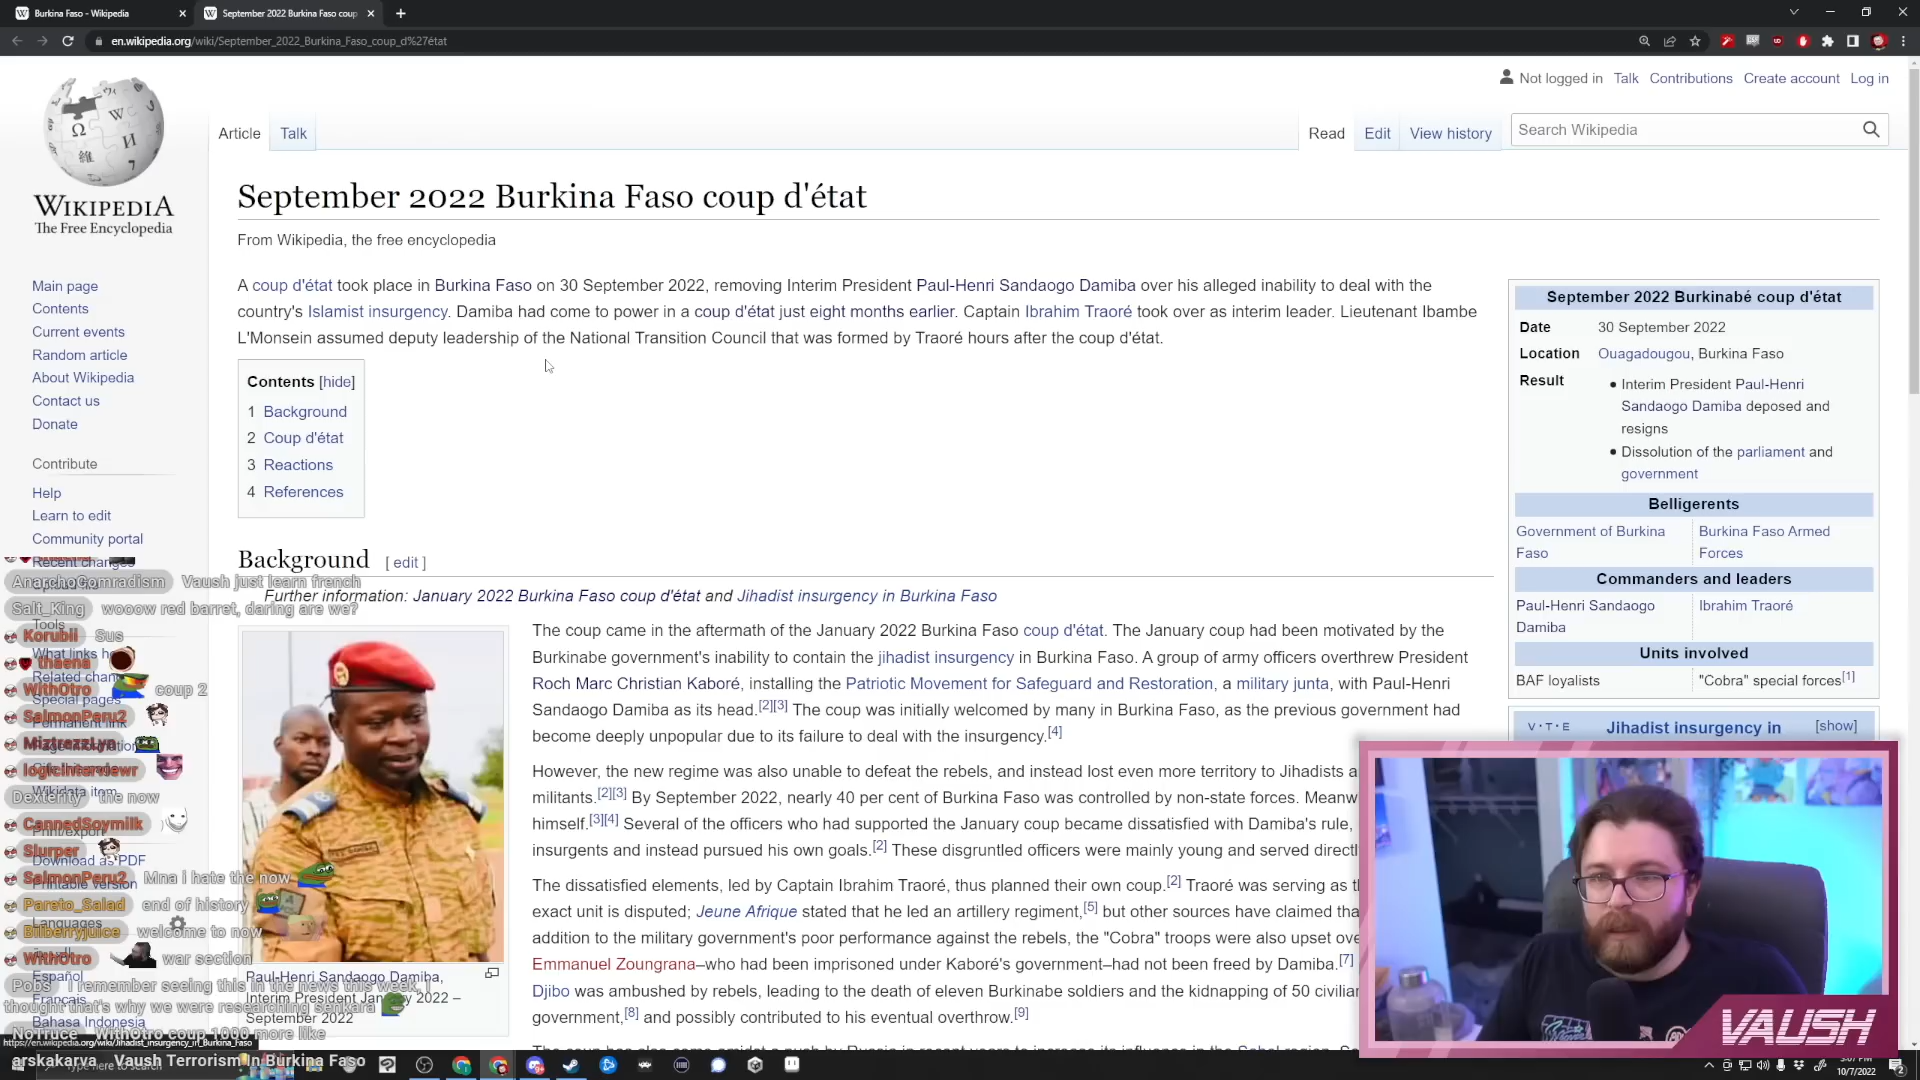 Burkina Faso - Wikipedia
September 2022 Burkina Faso coup
en.wikipedia.org/wiki/September_2022_Burkina_Faso_coup_d%27état
Not logged in Talk Contributions Create account Log in
Article Talk
Read Edit View history
Search Wikipedia
WIKIPEDIA
The Free Encyclopedia
Main page
Contents
Current events
Random article
About Wikipedia
Contact us
Donate
Contribute
Help
Learn to edit
Community portal
Recent changes
Tools
Related changes
Special pages
Permanent link
Page information
Wikidata item
Print/export
Download as PDF
Printable version
Languages
Español
Français
Bahasa Indonesia
September 2022 Burkina Faso coup d'état
From Wikipedia, the free encyclopedia
A coup d'état took place in Burkina Faso on 30 September 2022, removing Interim President Paul-Henri Sandaogo Damiba over his alleged inability to deal with the
country's Islamist insurgency. Damiba had come to power in a coup d'état just eight months earlier. Captain Ibrahim Traoré took over as interim leader. Lieutenant Ibambe
L'Monsein assumed deputy leadership of the National Transition Council that was formed by Traoré hours after the coup d'état.
Contents [hide]
1 Background
2 Coup d'état
3 Reactions
4 References
Background [ edit ]
Further information: January 2022 Burkina Faso coup d'état and Jihadist insurgency in Burkina Faso
The coup came in the aftermath of the January 2022 Burkina Faso coup d'état. The January coup had been motivated by the
Burkinabe government's inability to contain the jihadist insurgency in Burkina Faso. A group of army officers overthrew President
Roch Marc Christian Kaboré, installing the Patriotic Movement for Safeguard and Restoration, a military junta, with Paul-Henri
Sandaogo Damiba as its head.[2][3] The coup was initially welcomed by many in Burkina Faso, as the previous government had
become deeply unpopular due to its failure to deal with the insurgency.[4]
However, the new regime was also unable to defeat the rebels, and instead lost even more territory to Jihadists a
militants.[2][3] By September 2022, nearly 40 per cent of Burkina Faso was controlled by non-state forces. Meanw
himself.[3][4] Several of the officers who had supported the January coup became dissatisfied with Damiba's rule,
insurgents and instead pursued his own goals.[2] These disgruntled officers were mainly young and served directl
The dissatisfied elements, led by Captain Ibrahim Traoré, thus planned their own coup.[2] Traoré was serving as t
exact unit is disputed; Jeune Afrique stated that he led an artillery regiment,[5] but other sources have claimed tha
addition to the military government's poor performance against the rebels, the "Cobra" troops were also upset ove
Emmanuel Zoungrana–who had been imprisoned under Kaboré's government–had not been freed by Damiba.[7]
Djibo was ambushed by rebels, leading to the death of eleven Burkinabe soldiers and the kidnapping of 50 civilian
government,[8] and possibly contributed to his eventual overthrow.[9]
Paul-Henri Sandaogo Damiba,
Interim President January 2022 –
September 2022
September 2022 Burkinabé coup d'état
Date 30 September 2022
Location Ouagadougou, Burkina Faso
Result • Interim President Paul-Henri
Sandaogo Damiba deposed and
resigns
• Dissolution of the parliament and
government
Belligerents
Government of Burkina Faso
Burkina Faso Armed Forces
Commanders and leaders
Paul-Henri Sandaogo Damiba
Ibrahim Traoré
Units involved
BAF loyalists
"Cobra" special forces[1]
V·T·E Jihadist insurgency in [show]
AnarchoComradism Vaush just learn french
Salt_King wooow red barret, daring are we?
Korubii Sus
thaena
WithOtro coup 2
SalmonPeru2
MiztrezzLyn
logicinterviewr
Dexterity the now
CannedSoymilk
Slurper
SalmonPeru2 Mna I hate the now
Pareto_Salad end of history
Bilberryjuice welcome to now
WithOtro war section
Pobs I remember seeing this in the news this week, I
thought that's why we were researching senkara
NoTruce WithOtro coup 1000 more like
https://en.wikipedia.org/wiki/Jihadist_insurgency_in_Burkina_Faso
arskakarva Vaush Terrorism In Burkina Faso
Type here to search
VAUSH
3:07 PM
10/7/2022